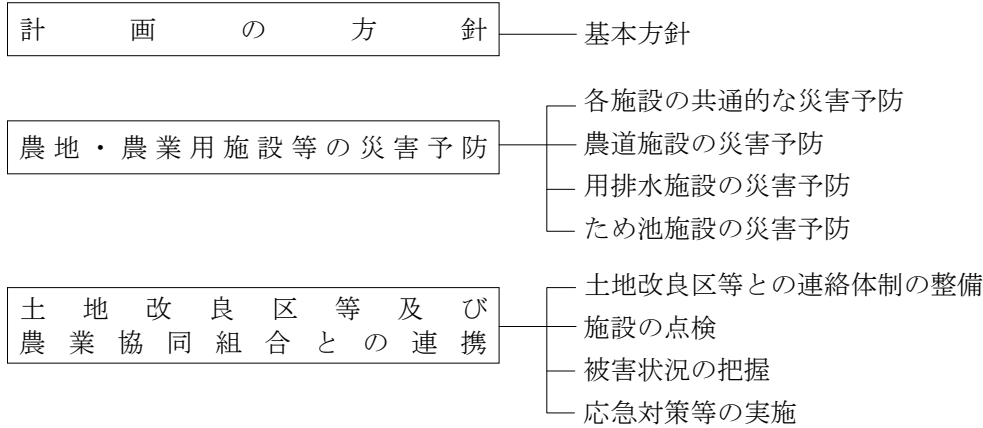 計画の方針
基本方針
農地・農業用施設等の災害予防
各施設の共通的な災害予防
農道施設の災害予防
用排水施設の災害予防
ため池施設の災害予防
土地改良区等及び
農業協同組合との連携
土地改良区等との連絡体制の整備
施設の点検
被害状況の把握
応急対策等の実施